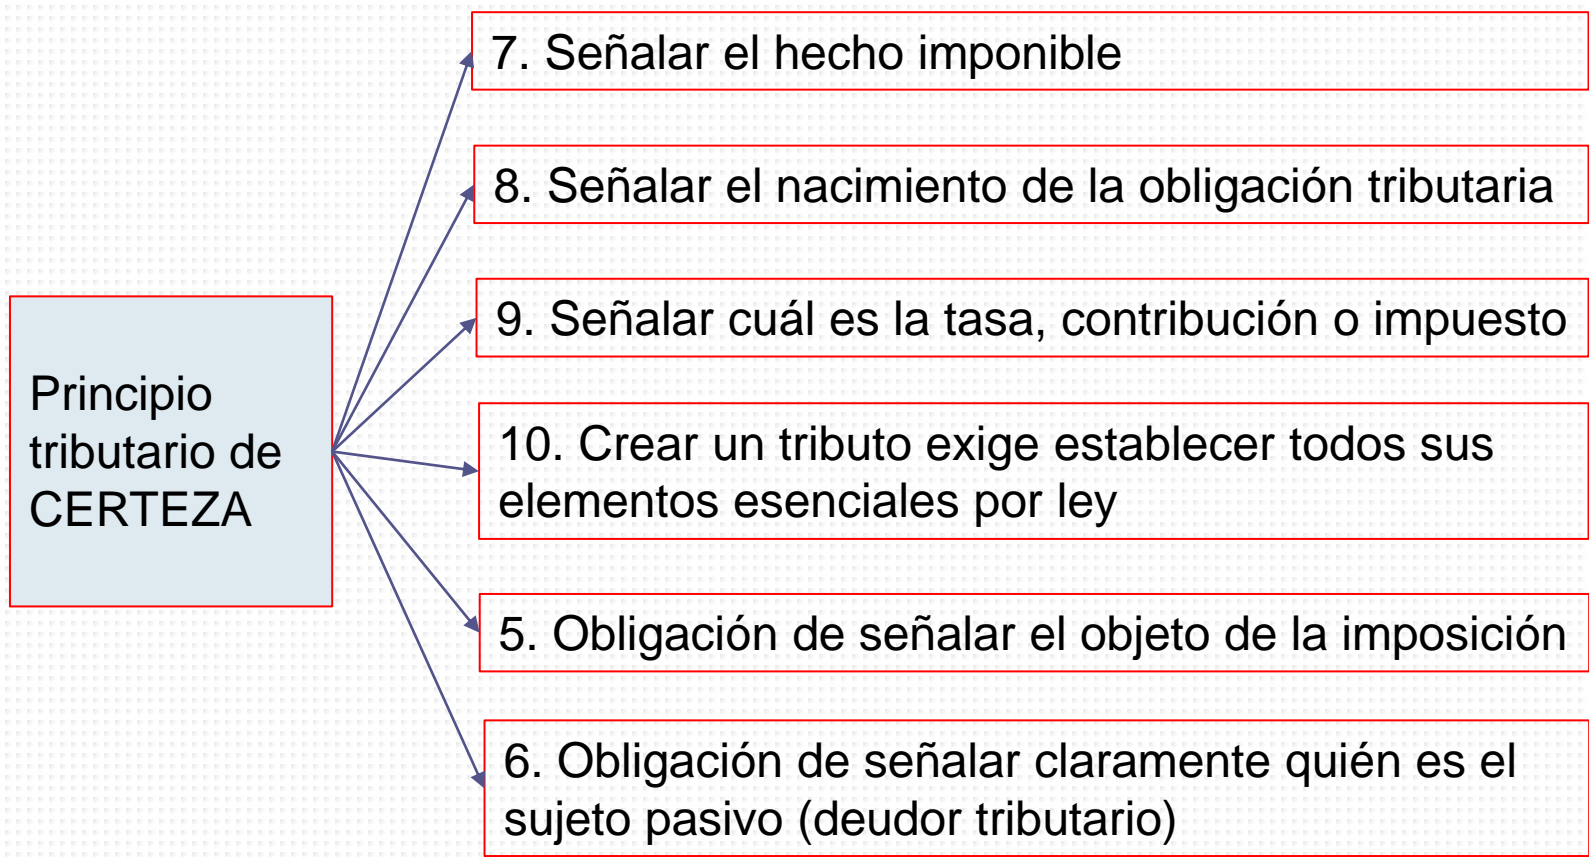 Principio
tributario de
CERTEZA
7. Señalar el hecho imponible
8. Señalar el nacimiento de la obligación tributaria
9. Señalar cuál es la tasa, contribución o impuesto
10. Crear un tributo exige establecer todos sus
elementos esenciales por ley
5. Obligación de señalar el objeto de la imposición
6. Obligación de señalar claramente quién es el
sujeto pasivo (deudor tributario)